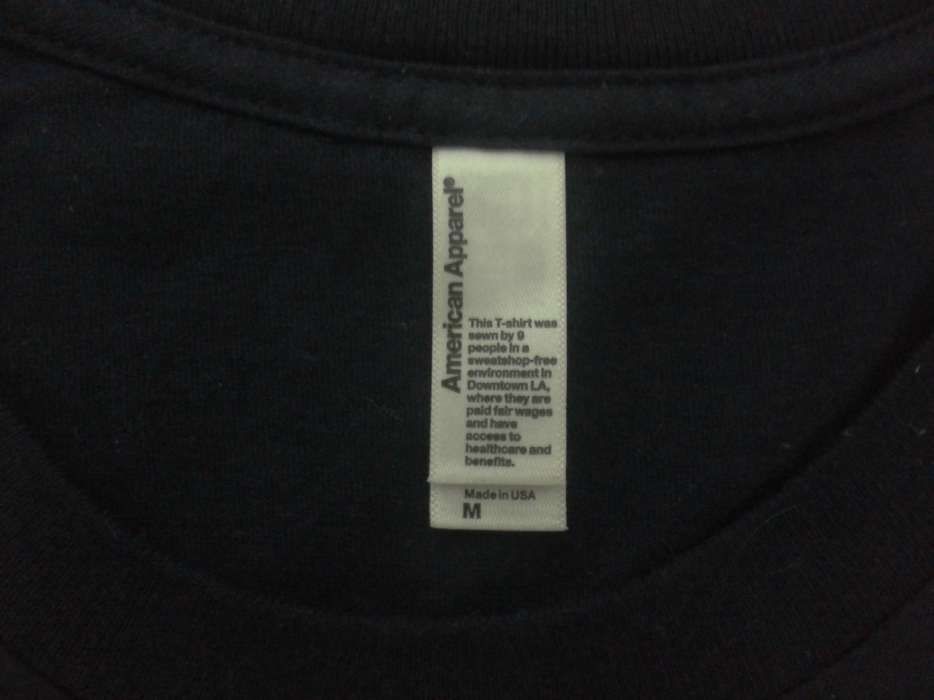 American Apparel®
This T-shirt was
sewn by 9
people in a
sweatshop-free
environment in
Downtown LA,
where they are
paid fair wages
and have
access to
healthcare and
benefits.
Made in USA
M